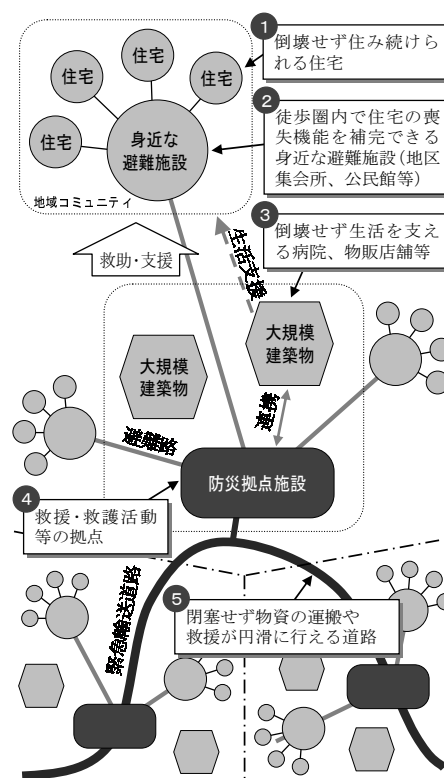 1
倒壊せず住み続けら
れる住宅
住宅
住宅
住宅
住宅
2
徒歩圏内で住宅の喪
失機能を補完できる
身近な避難施設(地区
集会所、公民館等)
身近な
避難施設
地域コミュニティ
3
倒壊せず生活を支え
る病院、物販店舗等
生活支援
救助・支援
大規模
建築物
大規模
建築物
連携
避難路
防災拠点施設
4
救援・救護活動
等の拠点
緊急輸送道路
5
閉塞せず物資の運搬や
救援が円滑に行える道路